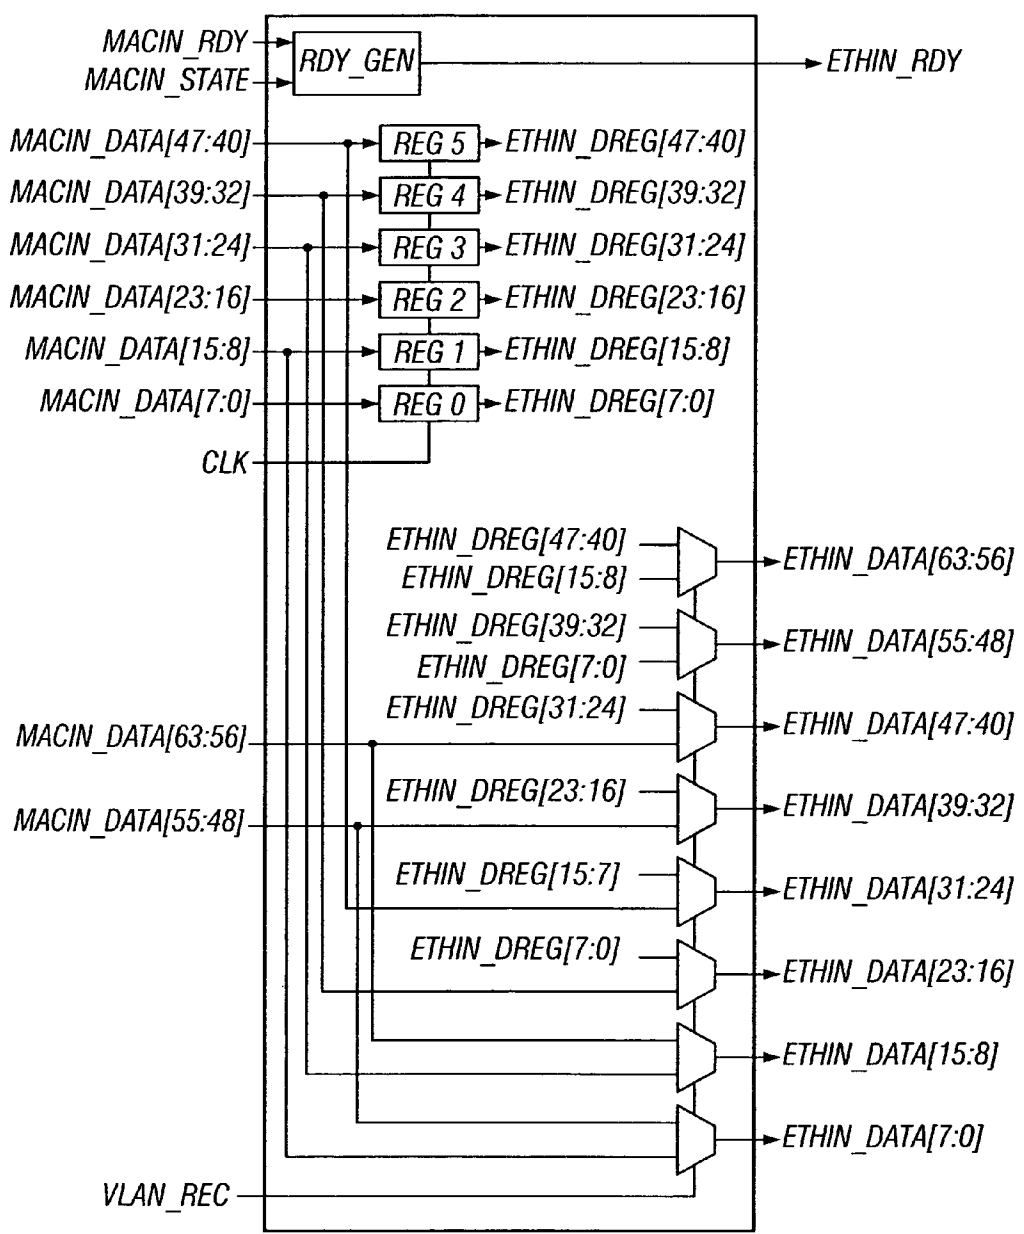 MACIN_RDY
RDY_GEN
ETHIN_RDY
MACIN_STATE
MACIN_DATA[47:40] REG 5 ETHIN_DREG[47:40]
MACIN_DATA[39:32] REG 4 ETHIN_DREG[39:32]
MACIN_DATA[31:24] REG 3 ETHIN_DREG[31:24]
MACIN_DATA[23:16] REG 2 ETHIN_DREG[23:16]
MACIN_DATA[15:8] REG 1 ETHIN_DREG[15:8]
MACIN_DATA[7:0] REG 0 ETHIN_DREG[7:0]
CLK
ETHIN_DREG[47:40]
ETHIN_DATA[63:56]
ETHIN_DREG[15:8]
ETHIN_DREG[39:32]
ETHIN_DATA[55:48]
ETHIN_DREG[7:0]
ETHIN_DREG[31:24]
ETHIN_DATA[47:40]
MACIN_DATA[63:56]
ETHIN_DREG[23:16]
ETHIN_DATA[39:32]
MACIN_DATA[55:48]
ETHIN_DREG[15:7]
ETHIN_DATA[31:24]
ETHIN_DREG[7:0]
ETHIN_DATA[23:16]
ETHIN_DATA[15:8]
ETHIN_DATA[7:0]
VLAN_REC